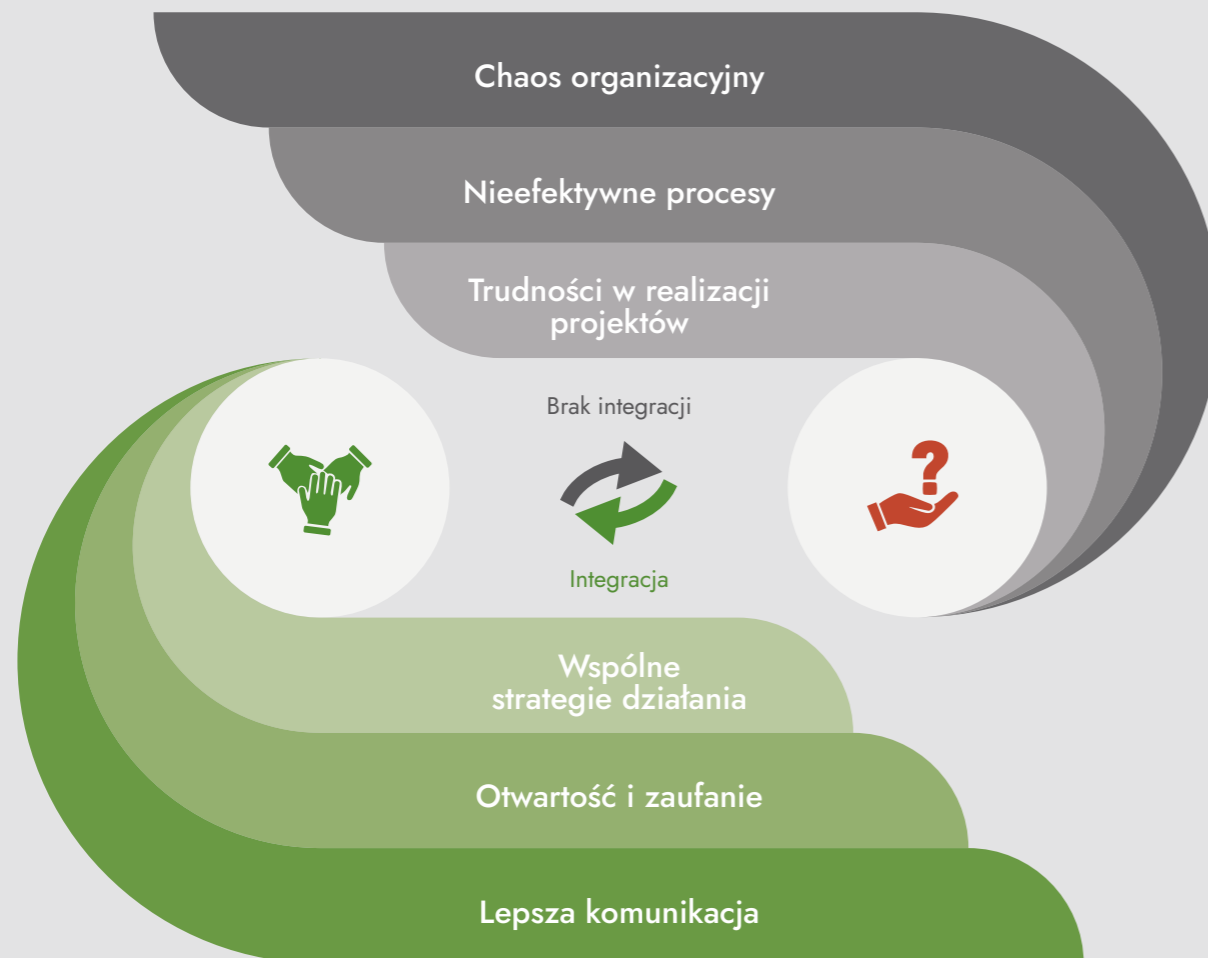 Chaos organizacyjny
Nieefektywne procesy
Trudności w realizacji
projektów
Brak integracji
Integracja
Wspólne
strategie działania
Otwartość i zaufanie
Lepsza komunikacja